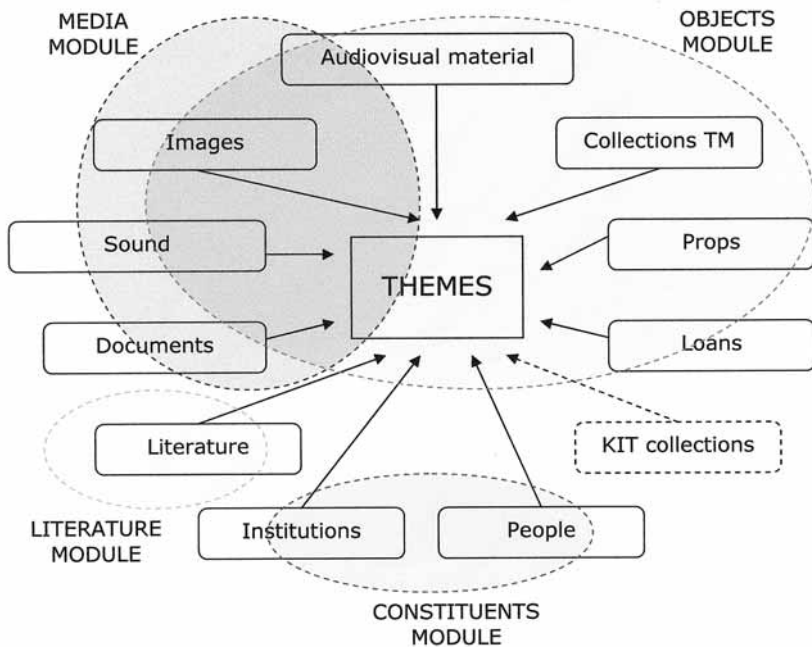 MEDIA
MODULE
OBJECTS
MODULE
Audiovisual material
Images
Collections TM
Sound
Props
THEMES
Documents
Loans
Literature
KIT collections
LITERATURE
MODULE
Institutions
People
CONSTITUENTS
MODULE